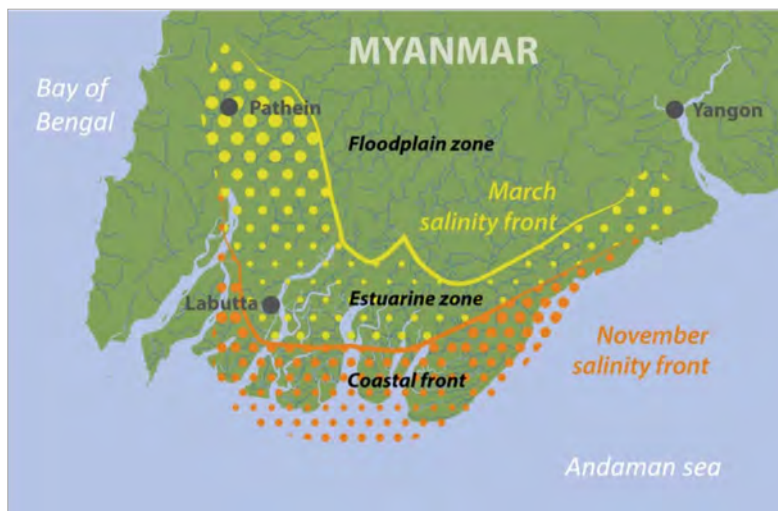 MYANMAR
Bay of
Bengal
Pathein
Yangon
Floodplain zone
March
salinity front
Labutta
Estuarine zone
November
salinity front
Coastal front
Andaman sea